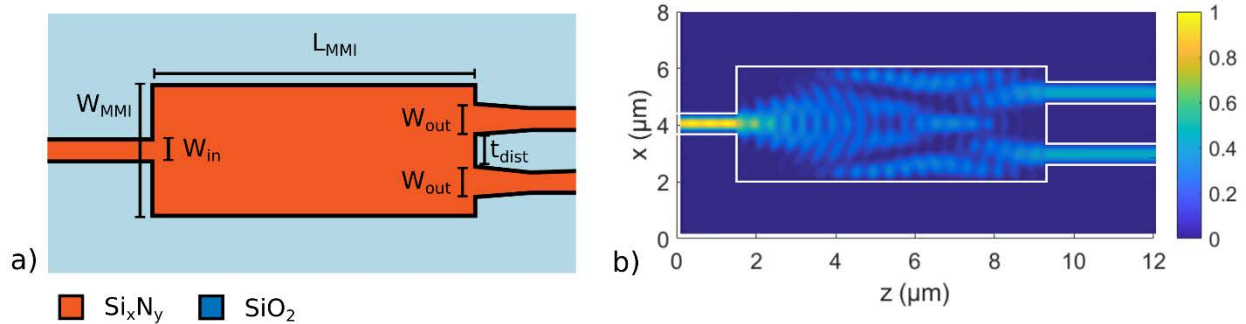 L_MMI
W_MMI
W_in
W_out
t_dist
W_out
a)
Si_xN_y
SiO_2
8
6
4
2
0
x (μm)
0
2
4
6
8
10
12
z (μm)
1
0.8
0.6
0.4
0.2
0
b)